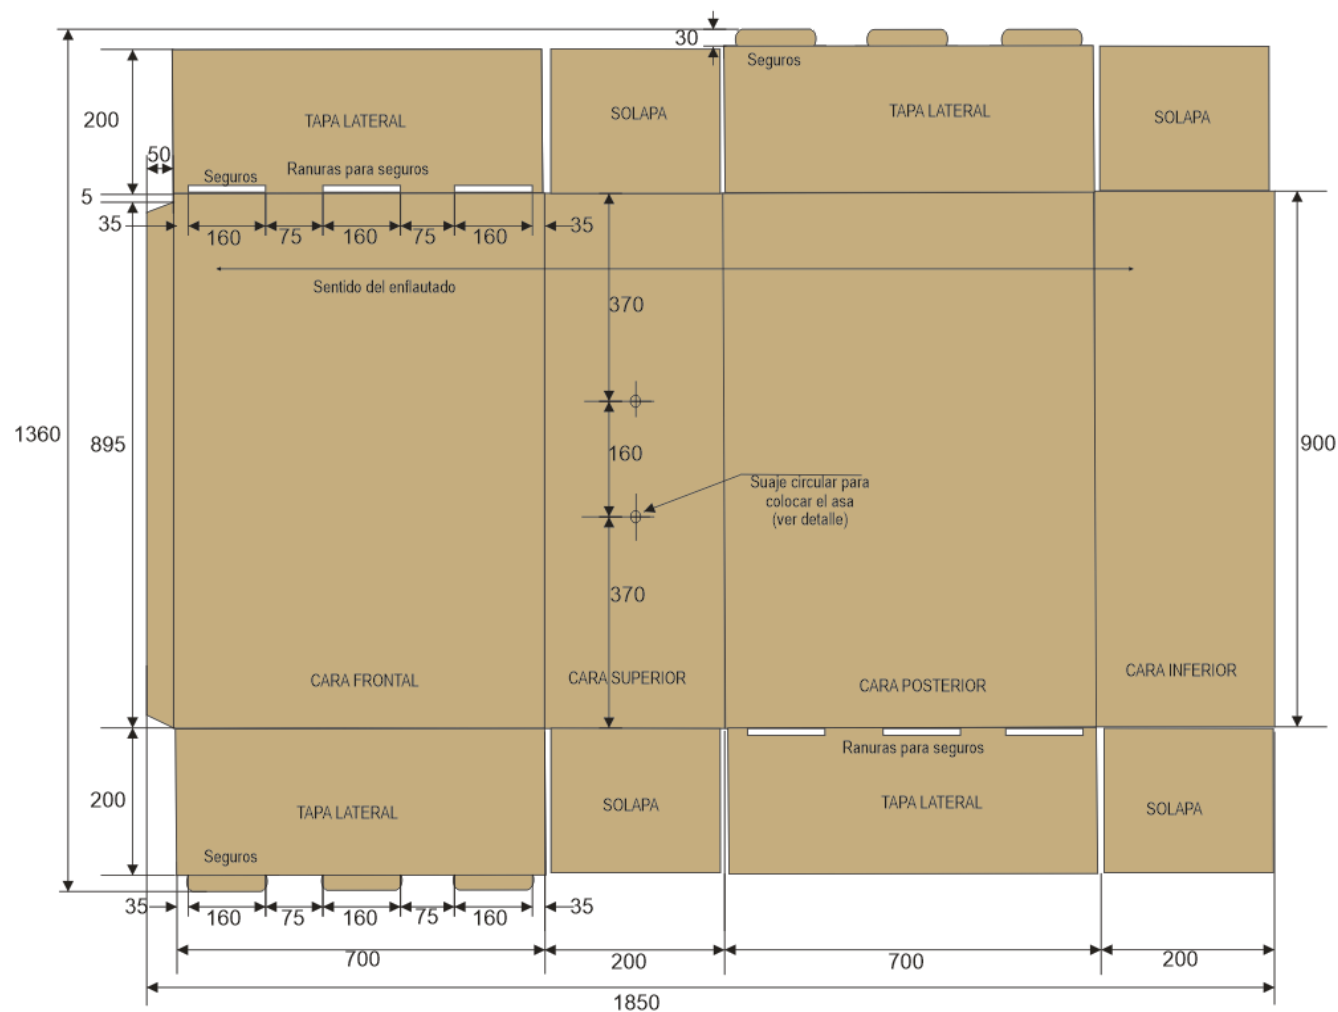 30
Seguros
200
TAPA LATERAL
SOLAPA
TAPA LATERAL
SOLAPA
50
Seguros
Ranuras para seguros
5
35
160
75
160
75
160
35
Sentido del enflautado
370
1360
895
160
900
Suaje circular para
colocar el asa
(ver detalle)
370
CARA FRONTAL
CARA SUPERIOR
CARA POSTERIOR
CARA INFERIOR
Ranuras para seguros
200
TAPA LATERAL
SOLAPA
TAPA LATERAL
SOLAPA
Seguros
35
160
75
160
75
160
35
700
200
700
200
1850